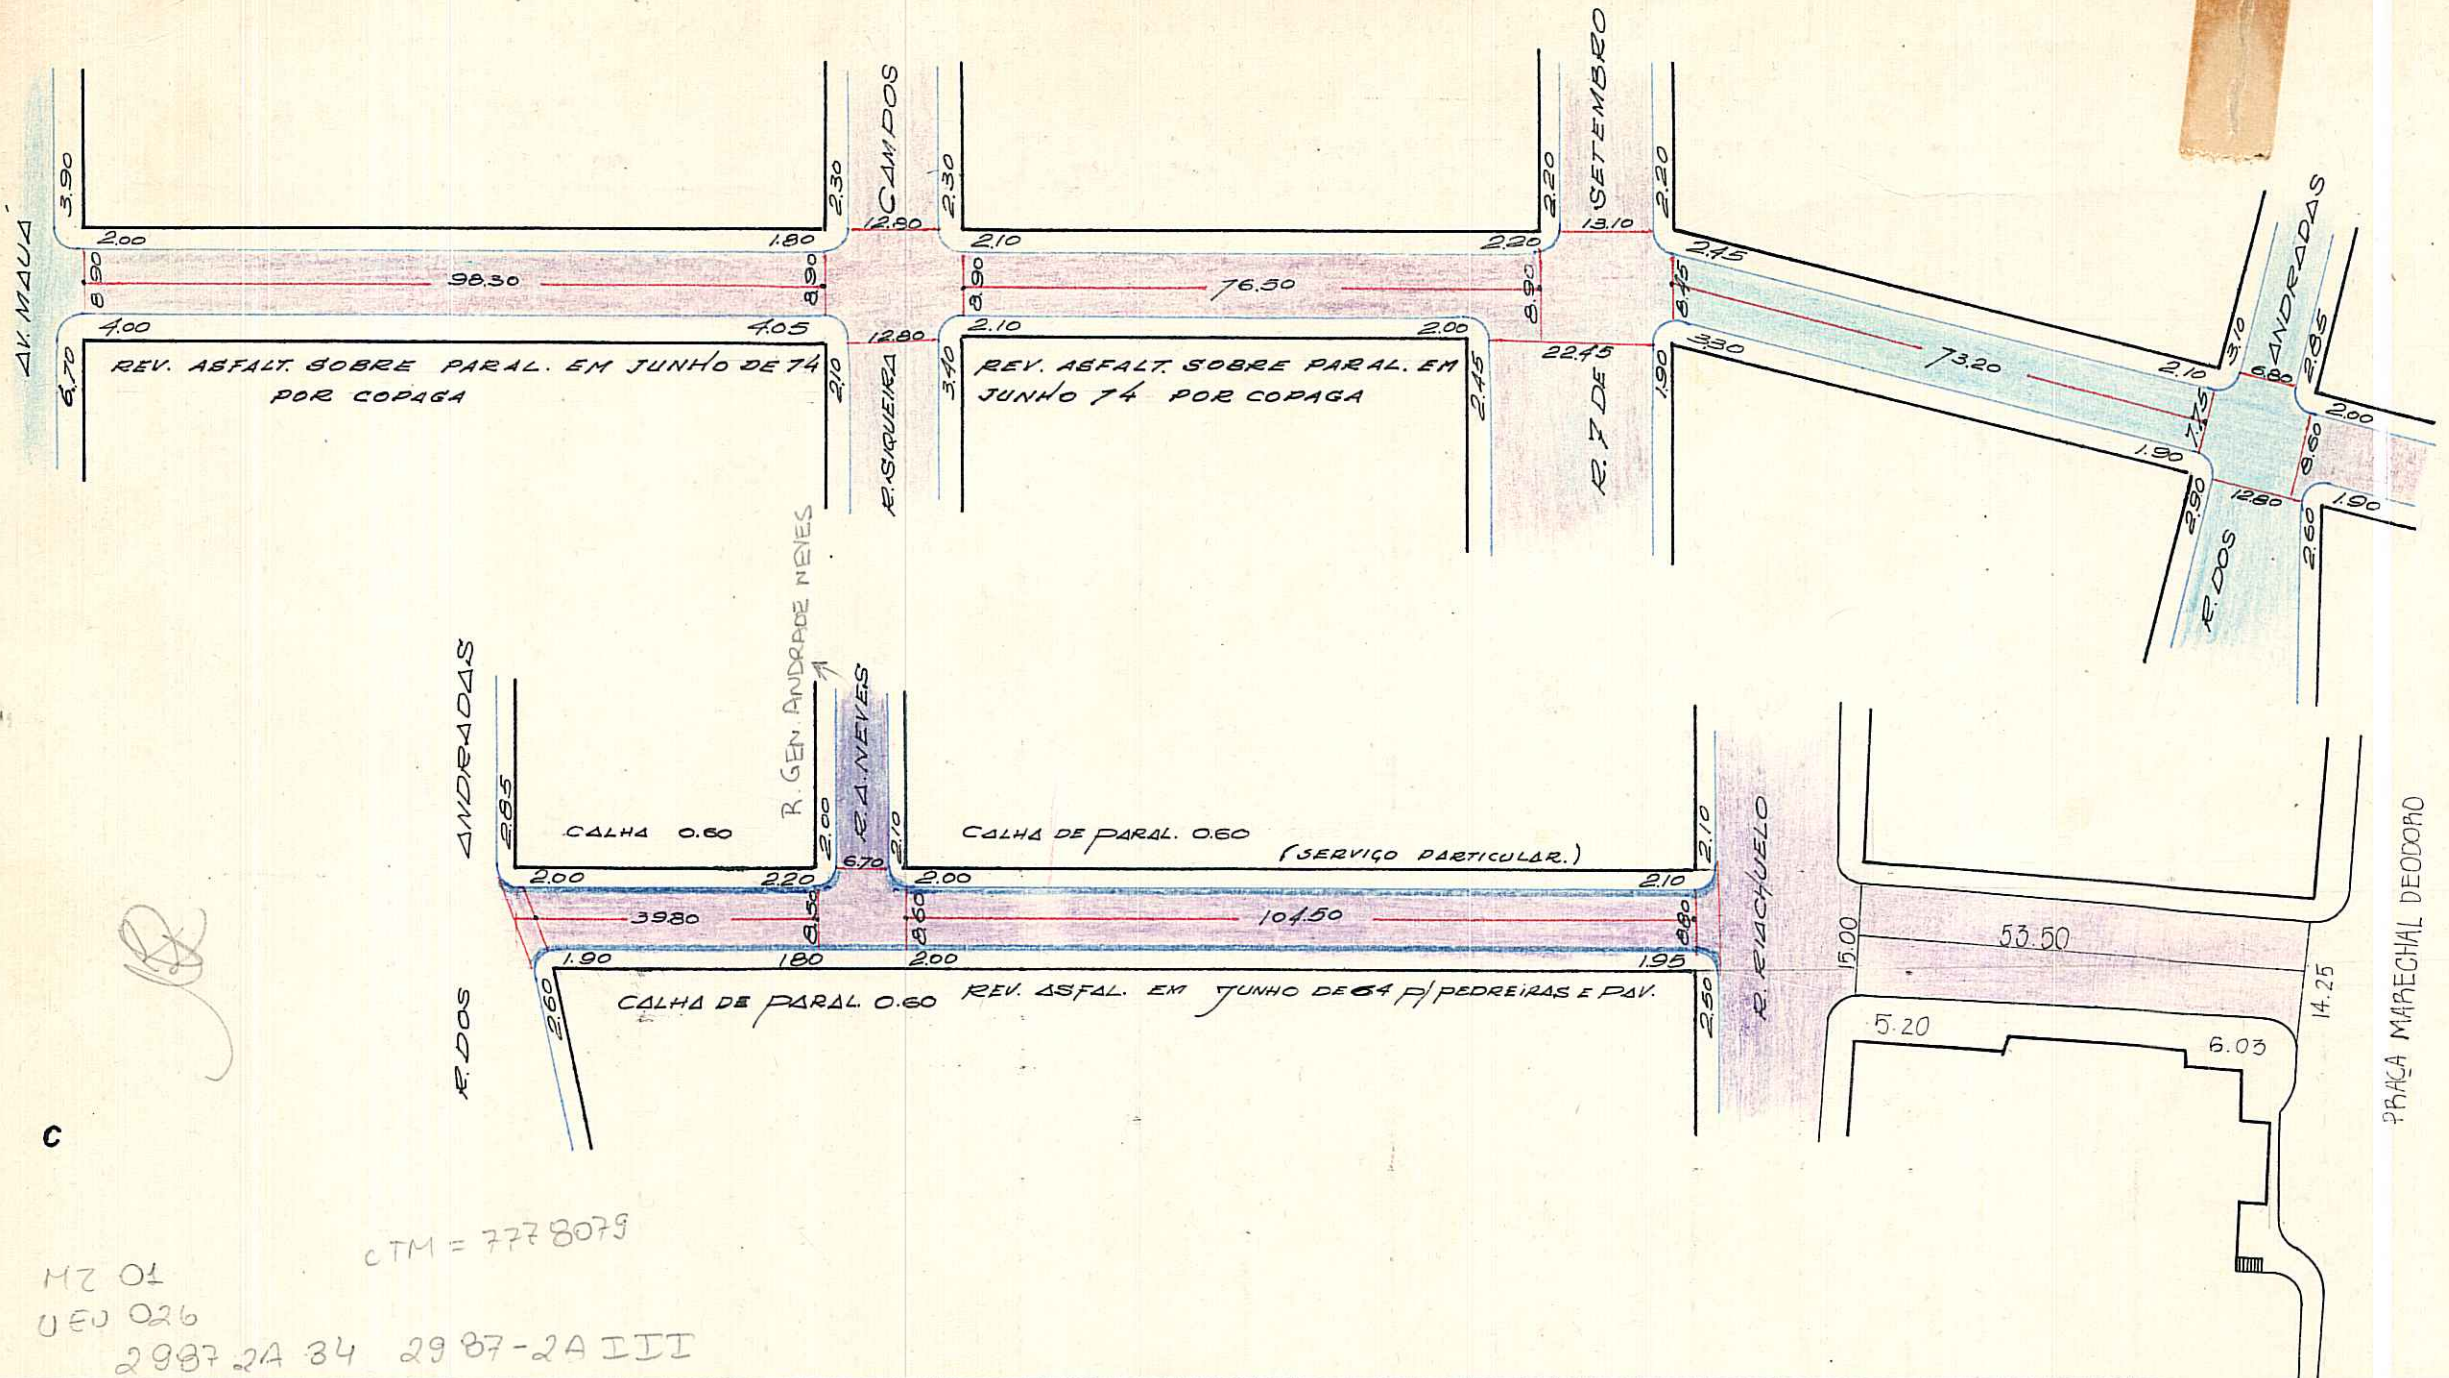 AV. MAUÁ
3.90
2.00
8.90
98.30
1.80
8.90
2.30
CAMPOS
12.80
2.30
2.10
8.90
76.50
2.20
8.90
2.20
SETEMBRO
13.10
2.20
2.45
8.45
73.20
2.10
7.75
3.10
ANDRADAS
6.80
2.85
2.00
8.60
4.00
6.70
4.05
2.10
12.80
R. SIQUEIRA
3.40
2.10
2.00
2.45
22.45
R. 7 DE
1.90
3.30
1.90
2.90
12.80
R. DOS
2.60
1.90
REV. ASFALT. SOBRE PARAL. EM JUNHO DE 74
POR COPAGA
REV. ASFALT. SOBRE PARAL. EM
JUNHO 74 POR COPAGA
R. GEN. ANDRADE NEVES
ANDRADAS
2.85
CALHA 0.60
2.00
R.A. NEVES
2.10
6.70
CALHA DE PARAL. 0.60
(SERVIÇO PARTICULAR.)
2.10
2.00
2.20
2.00
2.10
39.80
8.50
8.60
104.50
8.80
R. RIACHUELO
15.00
53.50
14.25
PRAÇA MARECHAL DEODORO
1.90
1.80
2.00
1.95
2.60
R. DOS
CALHA DE PARAL. 0.60
REV. ASFAL. EM JUNHO DE 64 P/ PEDREIRAS E PAV.
2.50
5.20
6.03
C
CTM = 7778079
MZ 01
UEU 026
2987 2A 34 2987-2A III